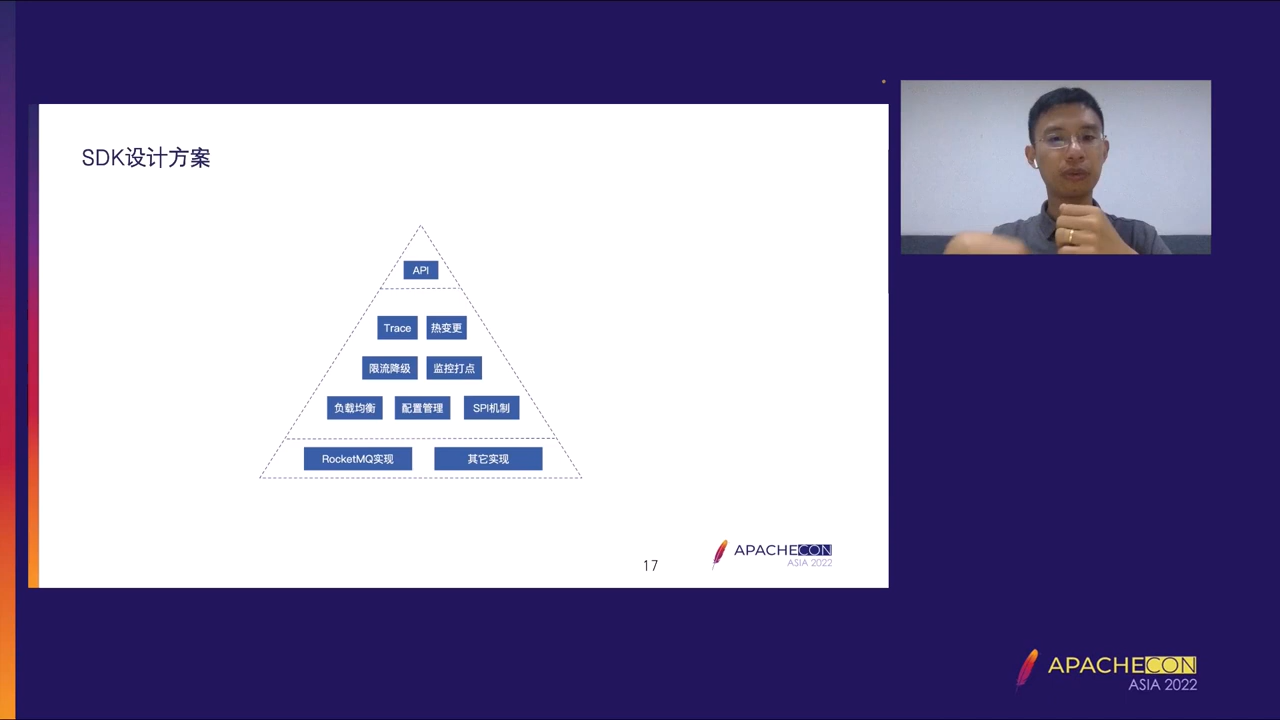 SDK设计方案
API
Trace 热变更
限流降级 监控打点
负载均衡 配置管理 SPI机制
RocketMQ实现 其它实现
17
APACHECON
ASIA 2022
APACHECON
ASIA 2022